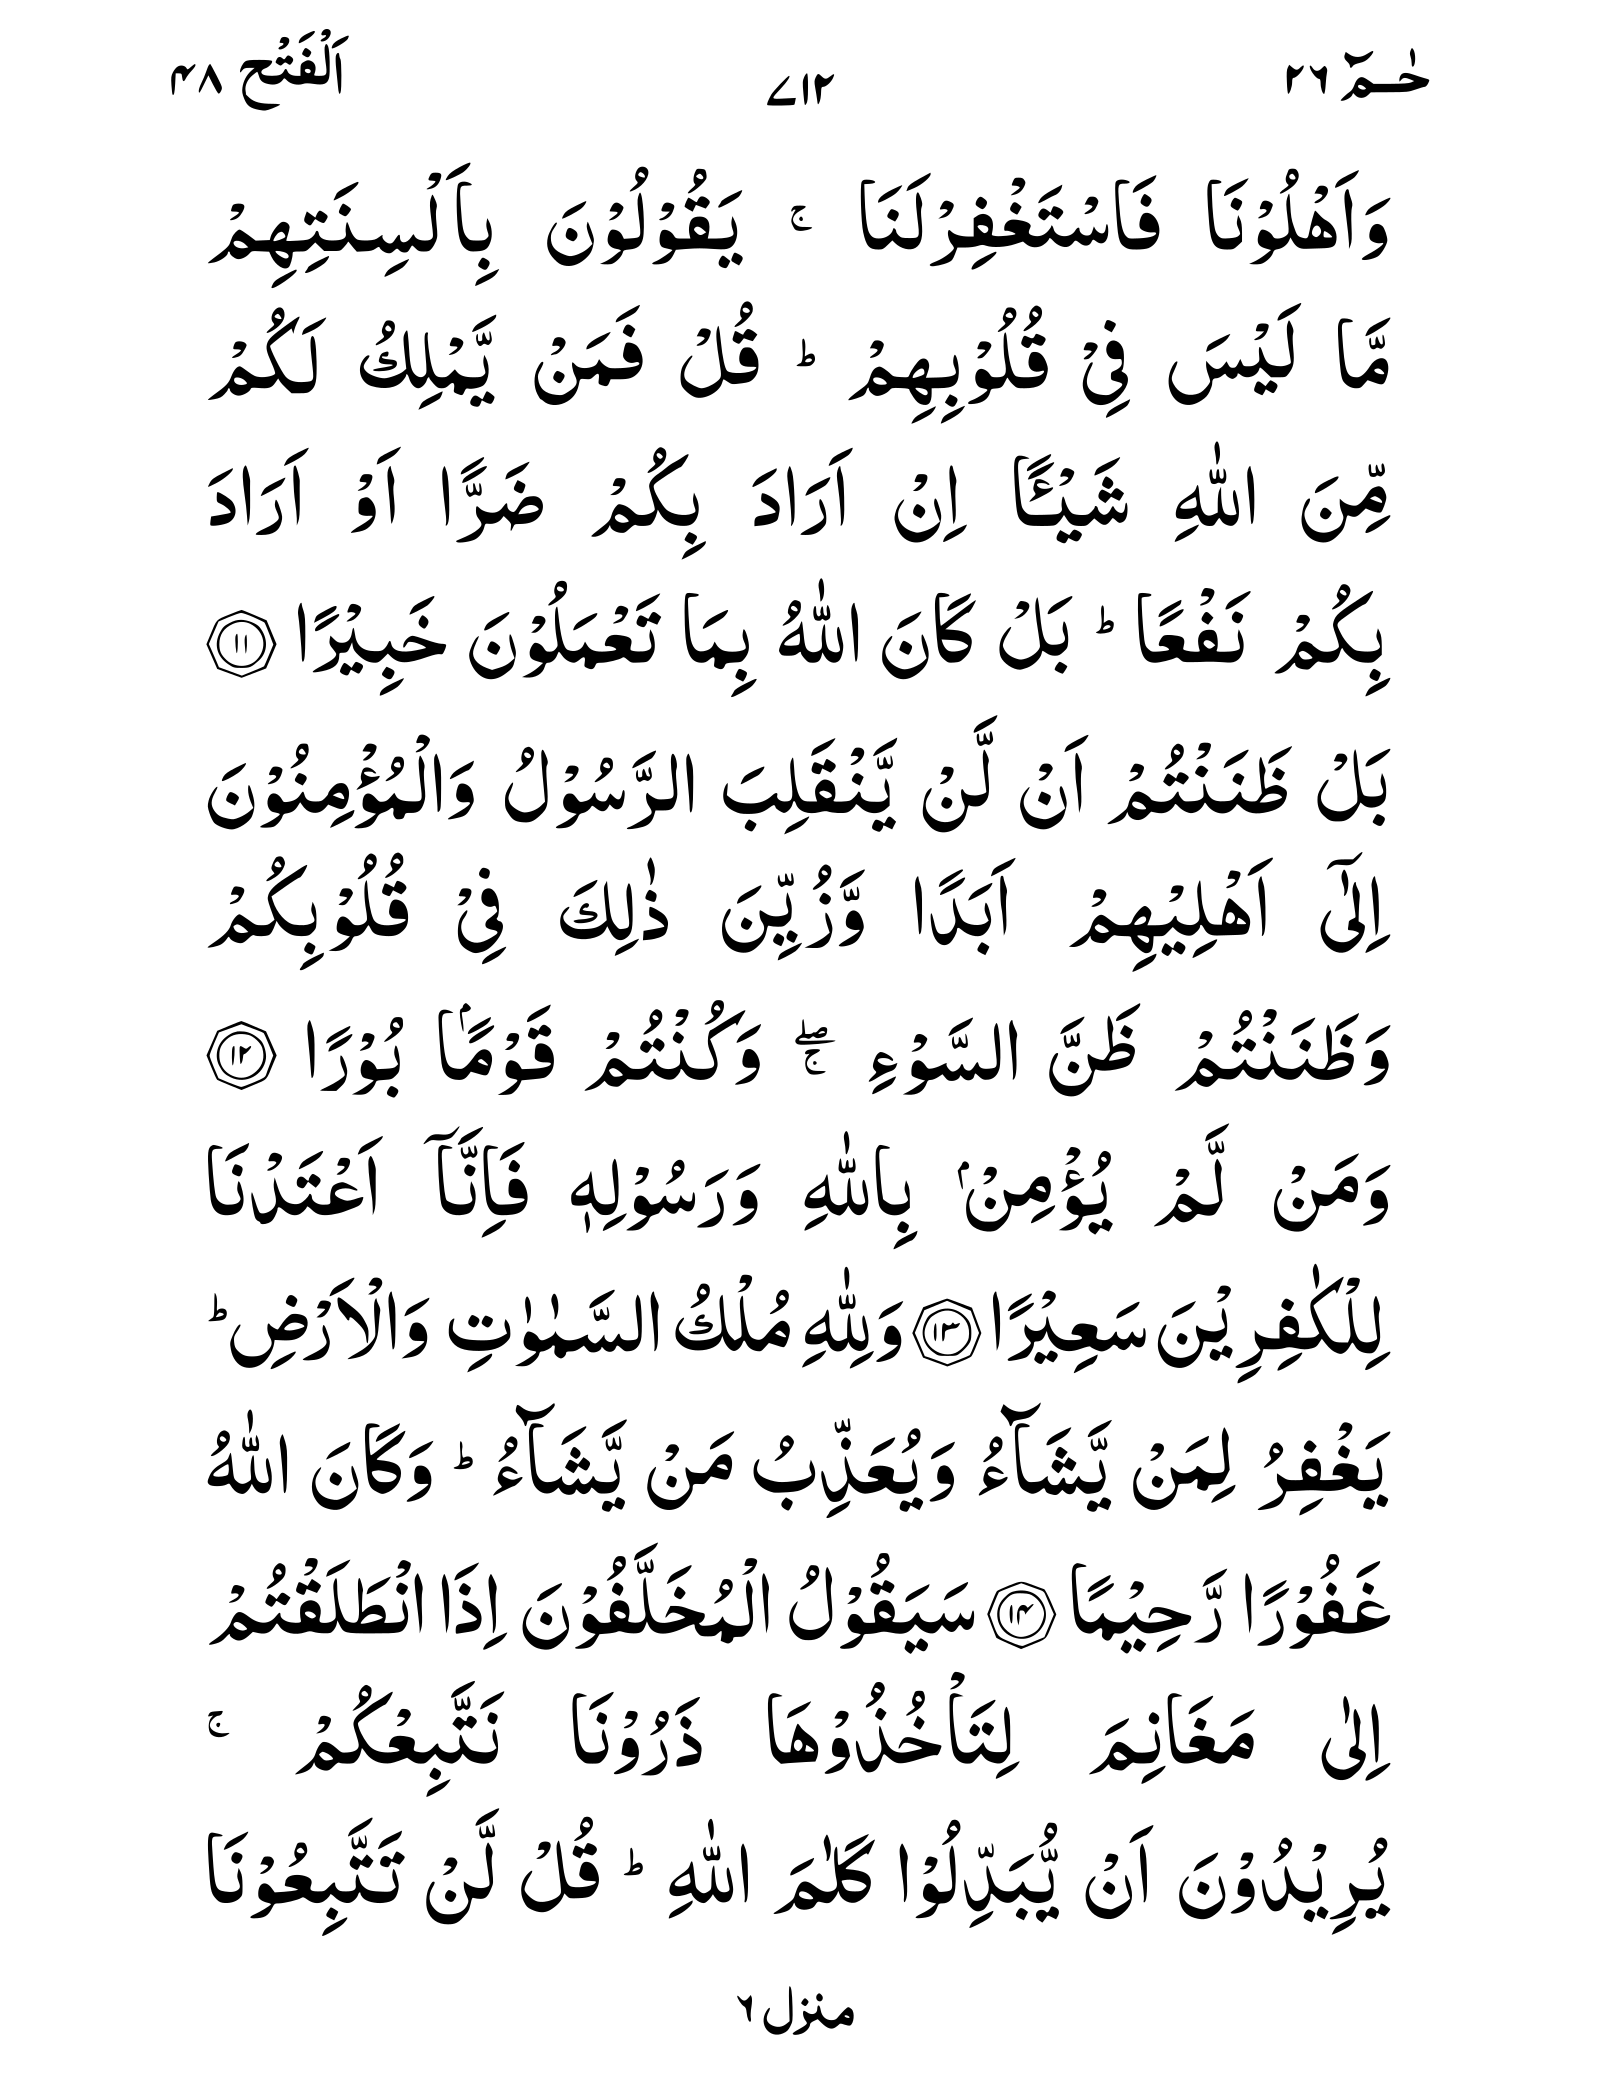 حٰـمٓ ٢٦ ٧١٢ اَلْفَتْح ٤٨
وَاَهْلُوْنَا فَاسْتَغْفِرْ لَنَا ۚ يَقُوْلُوْنَ بِاَلْسِنَتِهِمْ
مَّا لَيْسَ فِيْ قُلُوْبِهِمْ ؕ قُلْ فَمَنْ يَّمْلِكُ لَكُمْ
مِّنَ اللّٰهِ شَيْـًٔا اِنْ اَرَادَ بِكُمْ ضَرًّا اَوْ اَرَادَ
بِكُمْ نَفْعًا ؕ بَلْ كَانَ اللّٰهُ بِمَا تَعْمَلُوْنَ خَبِيْرًا ۝١١
بَلْ ظَنَنْتُمْ اَنْ لَّنْ يَّنْقَلِبَ الرَّسُوْلُ وَالْمُؤْمِنُوْنَ
اِلٰٓى اَهْلِيْهِمْ اَبَدًا وَّزُيِّنَ ذٰلِكَ فِيْ قُلُوْبِكُمْ
وَظَنَنْتُمْ ظَنَّ السَّوْءِ ۖۚ وَكُنْتُمْ قَوْمًاۢ بُوْرًا ۝١٢
وَمَنْ لَّمْ يُؤْمِنْۢ بِاللّٰهِ وَرَسُوْلِهٖ فَاِنَّاۤ اَعْتَدْنَا
لِلْكٰفِرِيْنَ سَعِيْرًا ۝١٣ وَلِلّٰهِ مُلْكُ السَّمٰوٰتِ وَالْاَرْضِ ؕ
يَغْفِرُ لِمَنْ يَّشَآءُ وَيُعَذِّبُ مَنْ يَّشَآءُ ؕ وَكَانَ اللّٰهُ
غَفُوْرًا رَّحِيْمًا ۝١٤ سَيَقُوْلُ الْمُخَلَّفُوْنَ اِذَا انْطَلَقْتُمْ
اِلٰى مَغَانِمَ لِتَاْخُذُوْهَا ذَرُوْنَا نَتَّبِعْكُمْ ۚ
يُرِيْدُوْنَ اَنْ يُّبَدِّلُوْا كَلٰمَ اللّٰهِ ؕ قُلْ لَّنْ تَتَّبِعُوْنَا
منزل ٦